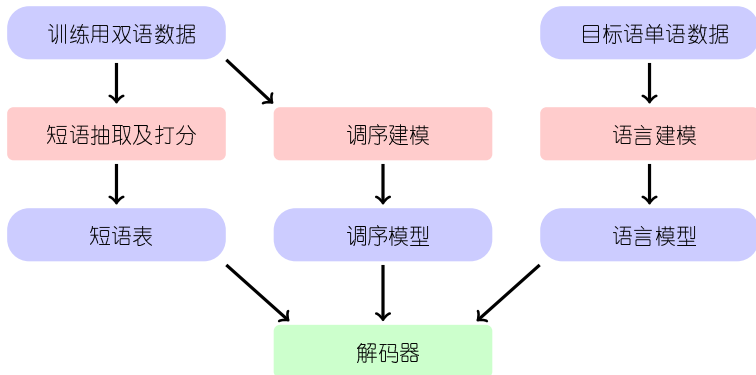 训练用双语数据
目标语单语数据
短语抽取及打分
调序建模
语言建模
短语表
调序模型
语言模型
解码器